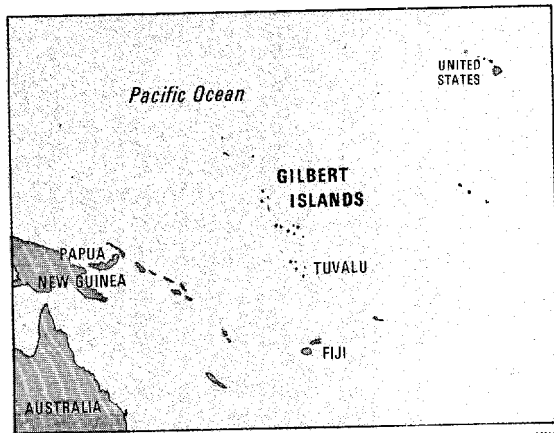 UNITED
STATES
Pacific Ocean
GILBERT
ISLANDS
PAPUA
NEW GUINEA
TUVALU
FIJI
AUSTRALIA